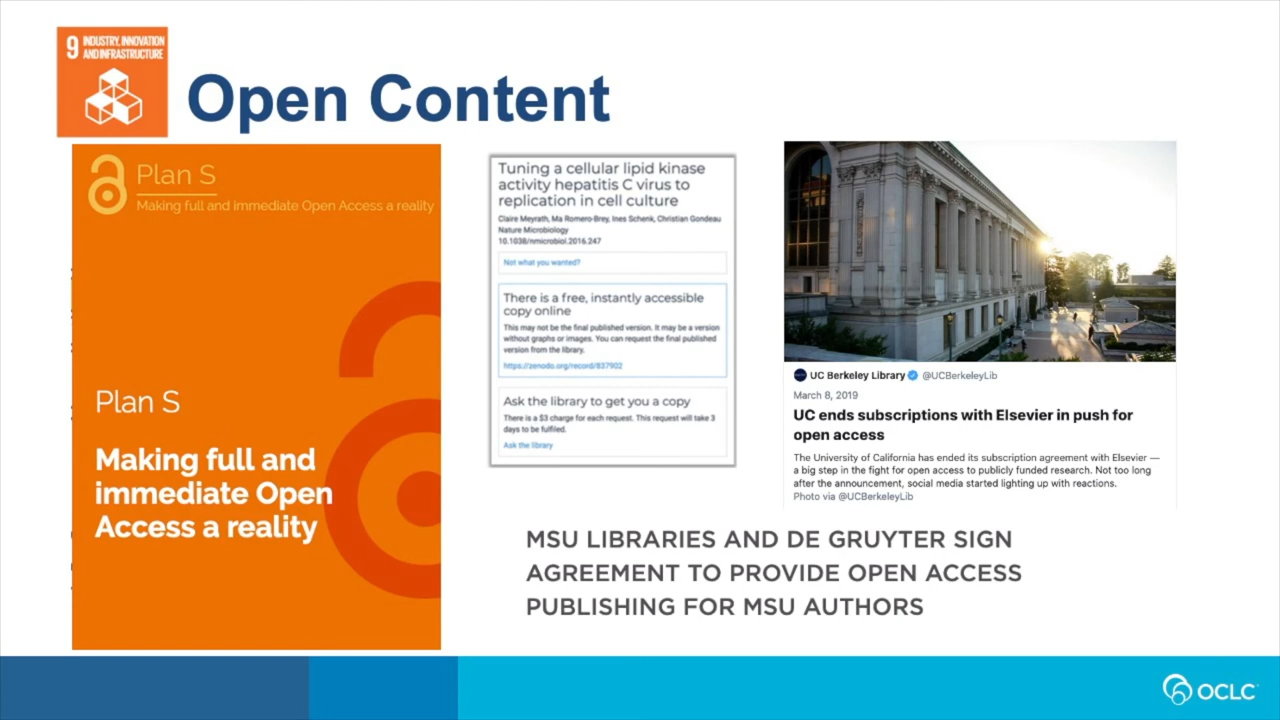 9 INDUSTRY, INNOVATION
AND INFRASTRUCTURE
Open Content
Plan S
Making full and immediate Open Access a reality
Plan S
Making full and
immediate Open
Access a reality
Tuning a cellular lipid kinase
activity hepatitis C virus to
replication in cell culture
Claire Meyrath, Ma Romero-Brey, Ines Schenk, Christian Gondeau
Nature Microbiology
10.1038/nmicrobiol.2016.247
Not what you wanted?
There is a free, instantly accessible
copy online
This may not be the final published version. It may be a version
without graphs or images. You can request the final published
version from the library.
https://zenodo.org/record/837902
Ask the library to get you a copy
There is a $3 charge for each request. This request will take 3
days to be fulfiled.
Ask the library
UC Berkeley Library @UCBerkeleyLib
March 8, 2019
UC ends subscriptions with Elsevier in push for
open access
The University of California has ended its subscription agreement with Elsevier —
a big step in the fight for open access to publicly funded research. Not too long
after the announcement, social media started lighting up with reactions.
Photo via @UCBerkeleyLib
MSU LIBRARIES AND DE GRUYTER SIGN
AGREEMENT TO PROVIDE OPEN ACCESS
PUBLISHING FOR MSU AUTHORS
OCLC